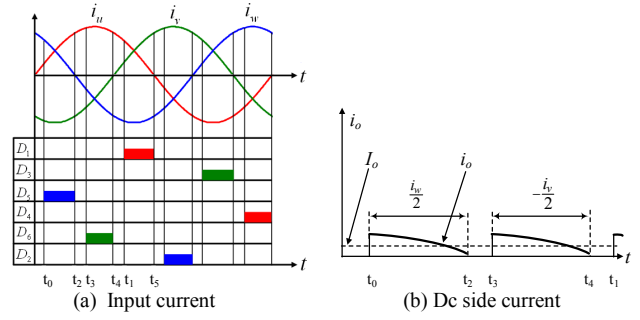 i_u i_v i_w
t
D_1
D_3
D_5
D_4
D_6
D_2
t
t_0 t_2 t_3 t_4 t_1 t_5
(a) Input current
i_o
I_o i_o
i_w/2 -i_v/2
t
t_0 t_2 t_3 t_4 t_1
(b) Dc side current